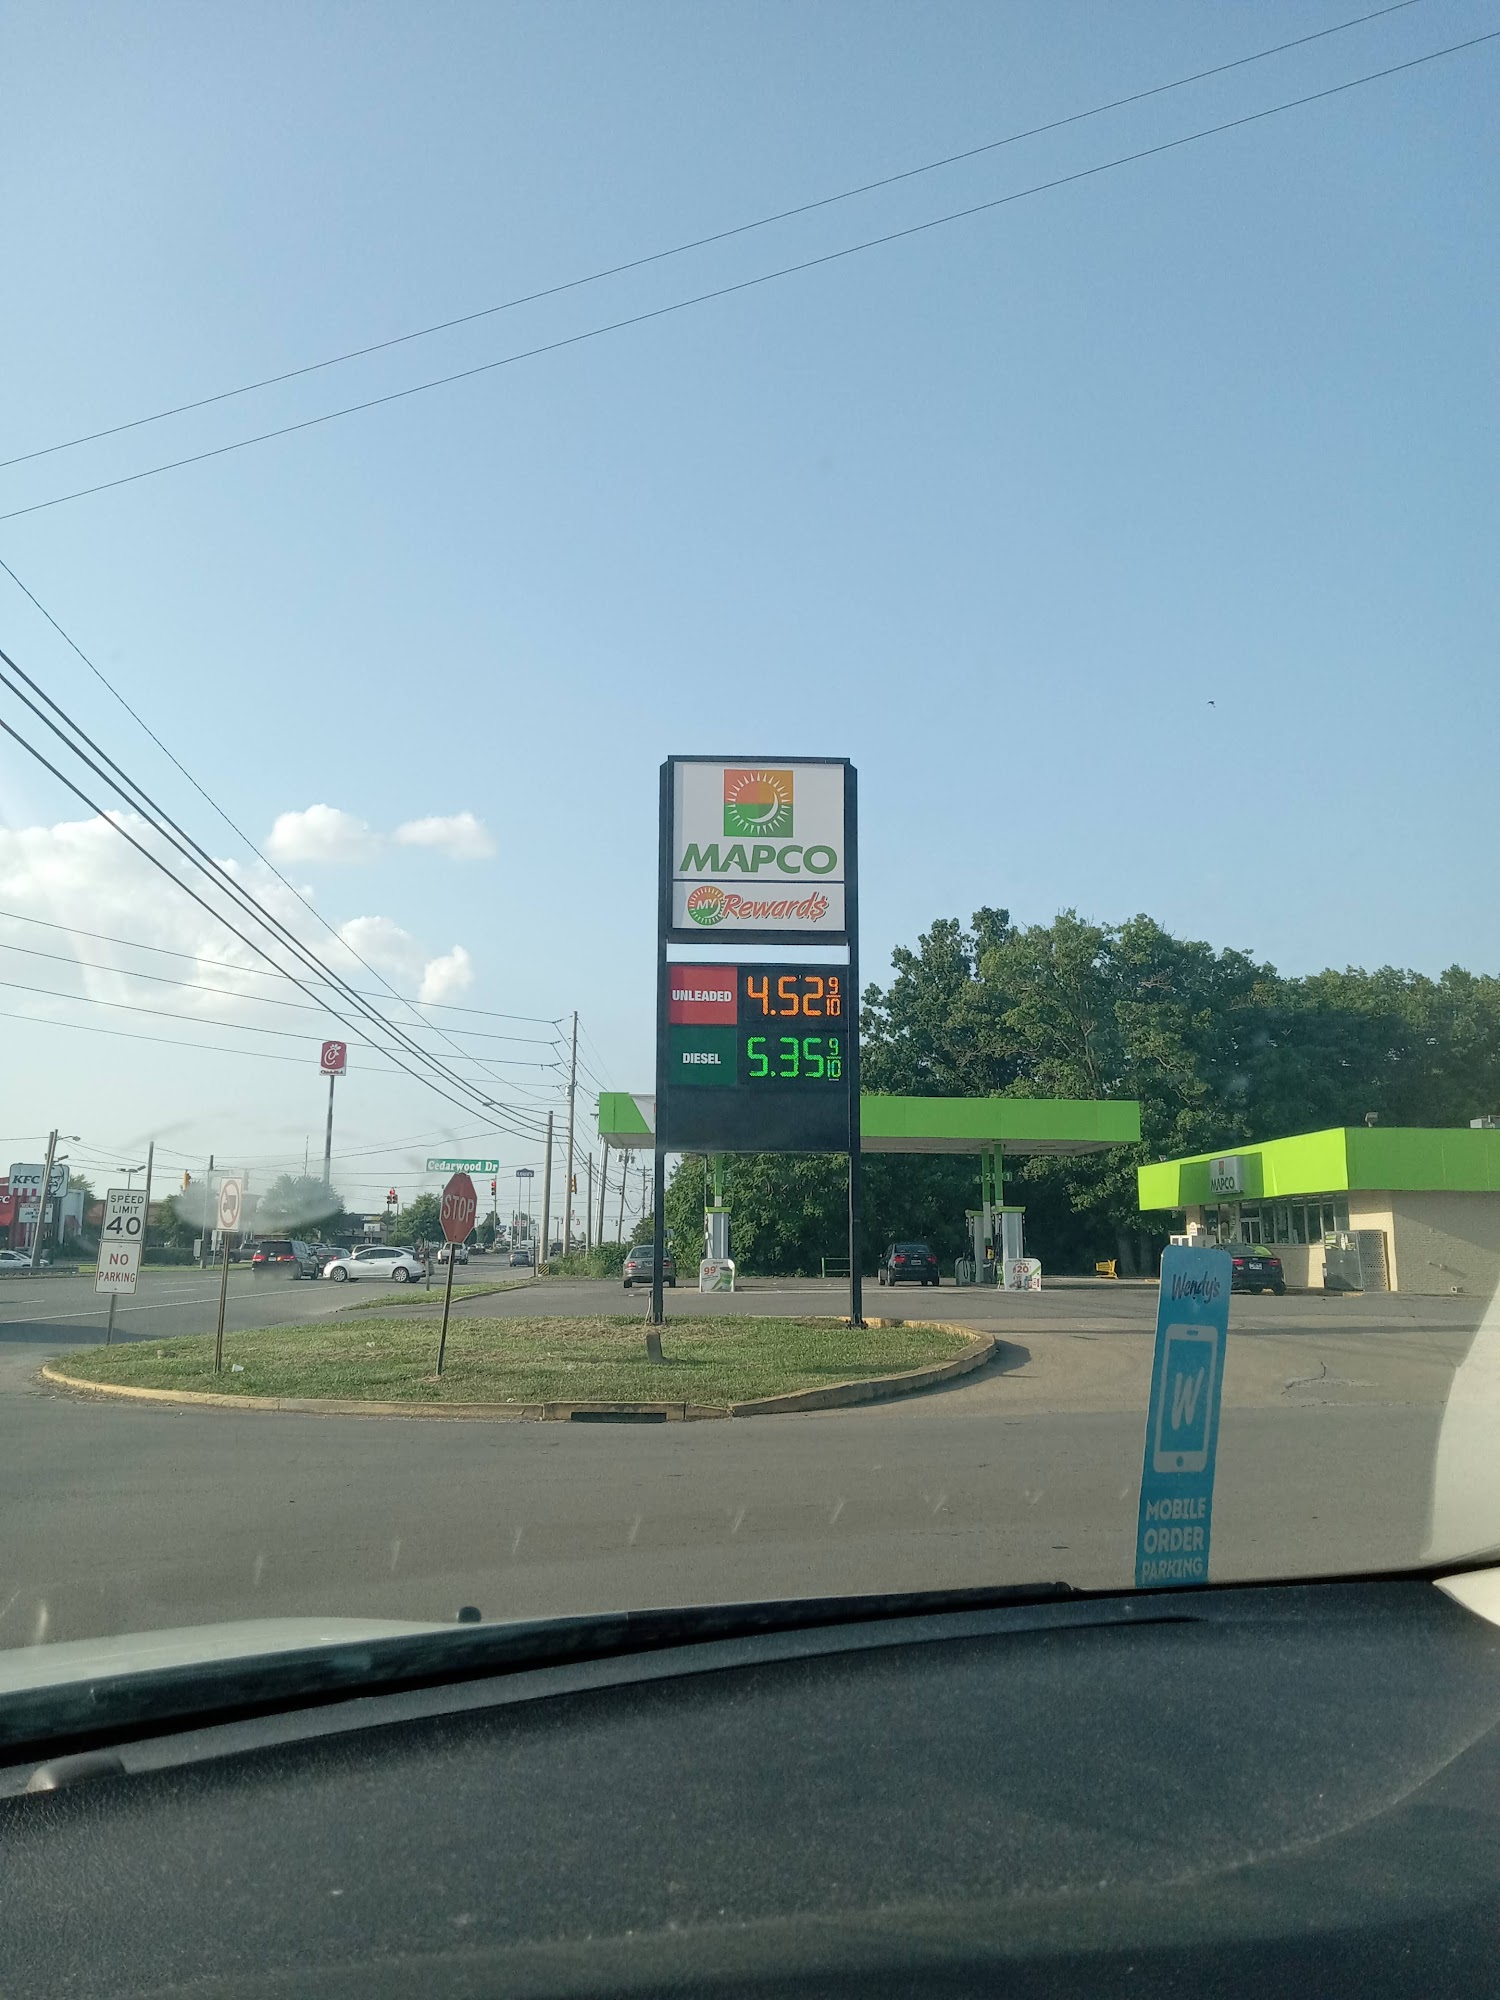 MAPCO
MY Rewards
UNLEADED 4.52 9/10
DIESEL 5.35 9/10
Cedarwood Dr
STOP
KFC
SPEED
LIMIT
40
NO
PARKING
MAPCO
99¢
Wendy's
W
MOBILE
ORDER
PARKING